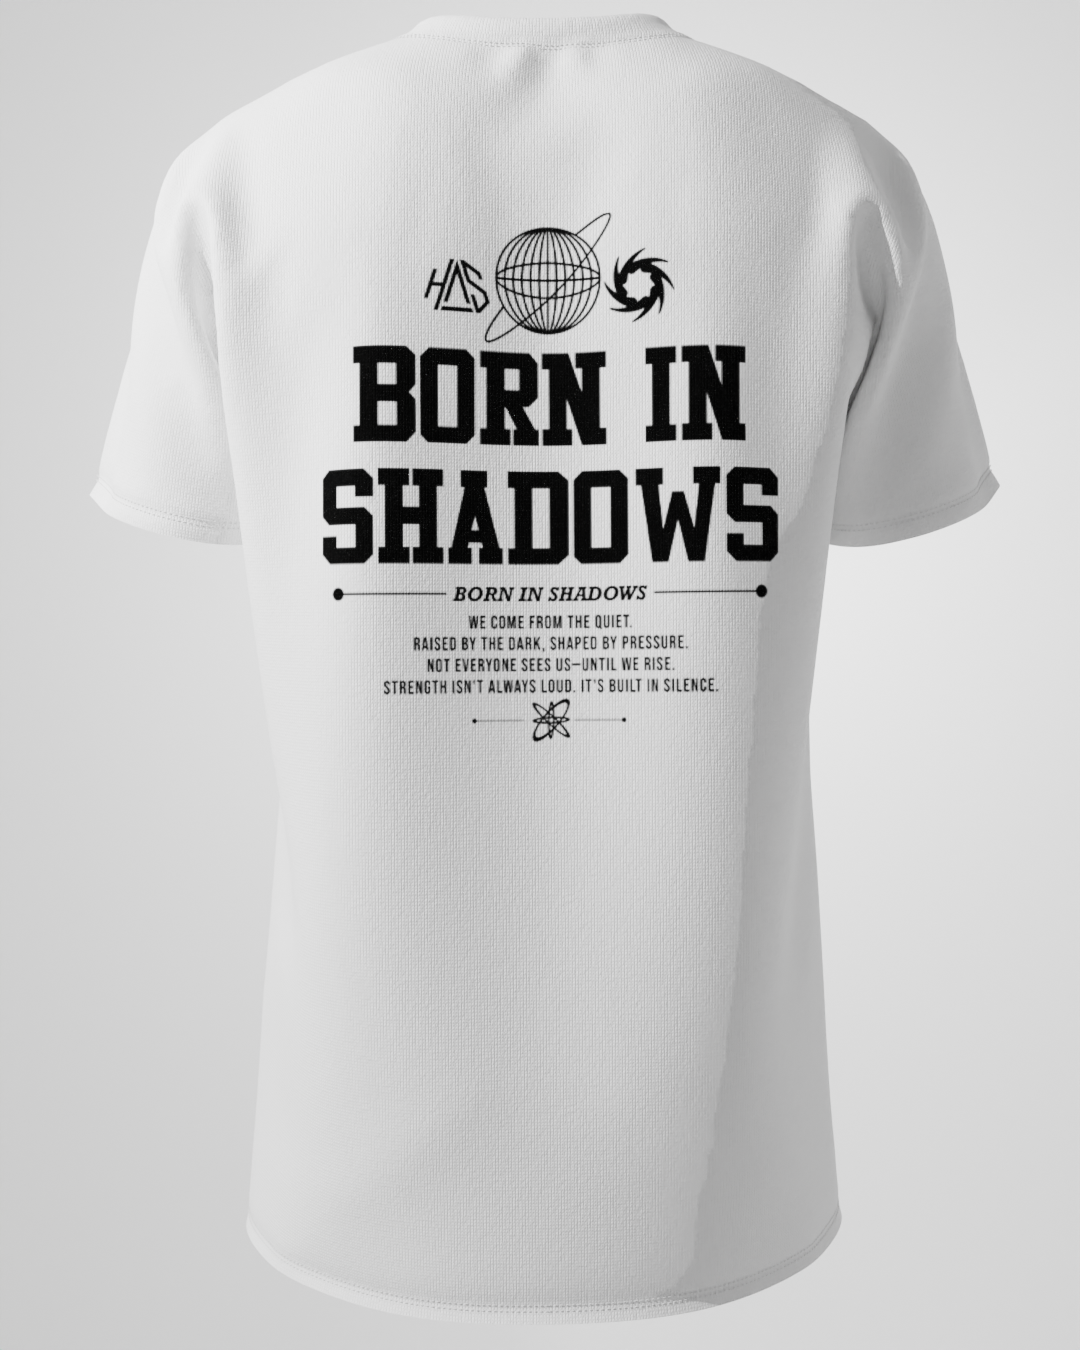 HAS
BORN IN
SHADOWS
BORN IN SHADOWS
WE COME FROM THE QUIET.
RAISED BY THE DARK, SHAPED BY PRESSURE.
NOT EVERYONE SEES US—UNTIL WE RISE.
STRENGTH ISN'T ALWAYS LOUD. IT'S BUILT IN SILENCE.